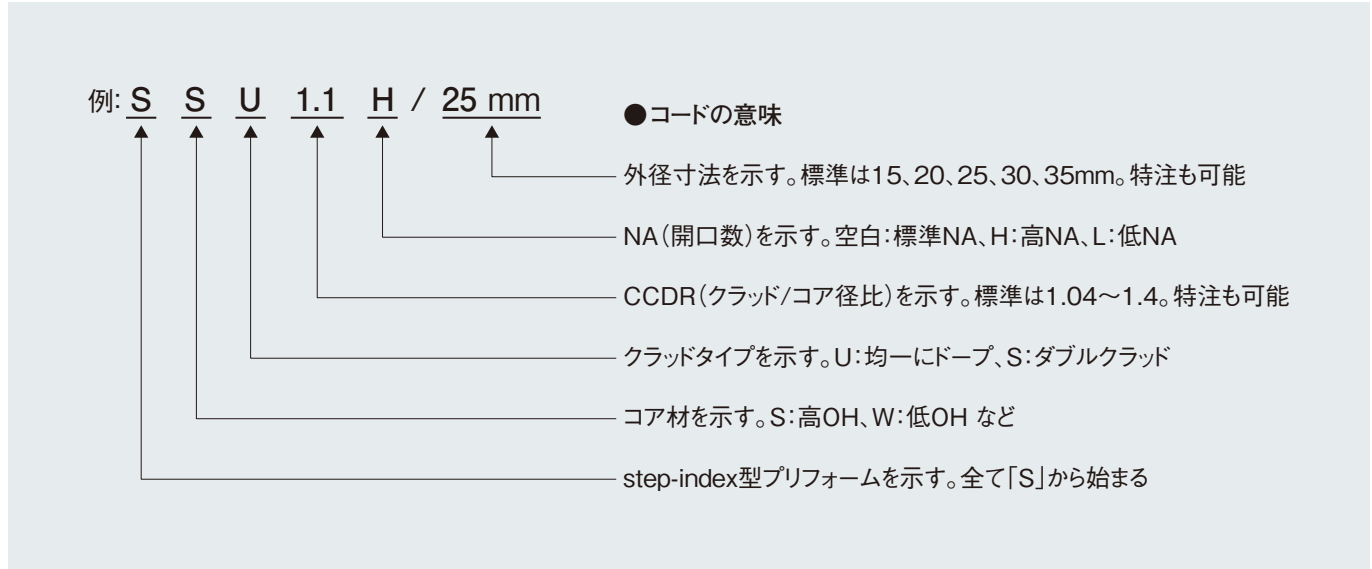 例: S S U 1.1 H / 25 mm
●コードの意味
外径寸法を示す。標準は15、20、25、30、35mm。特注も可能
NA(開口数)を示す。空白:標準NA、H:高NA、L:低NA
CCDR(クラッド/コア径比)を示す。標準は1.04〜1.4。特注も可能
クラッドタイプを示す。U:均一にドープ、S:ダブルクラッド
コア材を示す。S:高OH、W:低OH など
step-index型プリフォームを示す。全て「S」から始まる